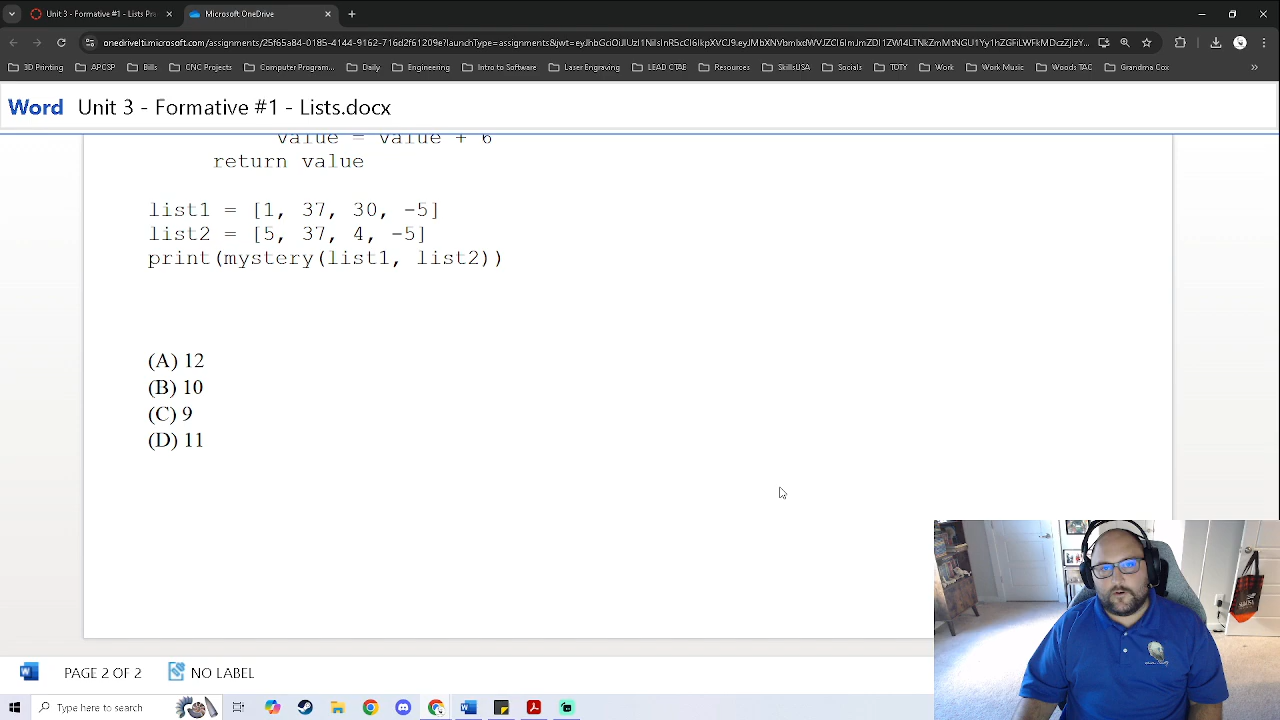 Unit 3 - Formative #1 - Lists Pr
Microsoft OneDrive
3D Printing
APCSP
Bills
CNC Projects
Computer Program...
Daily
Engineering
Intro to Software
Laser Engraving
LEAD CTAE
Resources
SkillsUSA
Socials
TOTY
Work
Work Music
Woods TAC
Grandma Cox
Word Unit 3 - Formative #1 - Lists.docx
value = value + 6
return value
list1 = [1, 37, 30, -5]
list2 = [5, 37, 4, -5]
print(mystery(list1, list2))
(A) 12
(B) 10
(C) 9
(D) 11
PAGE 2 OF 2
NO LABEL
Type here to search